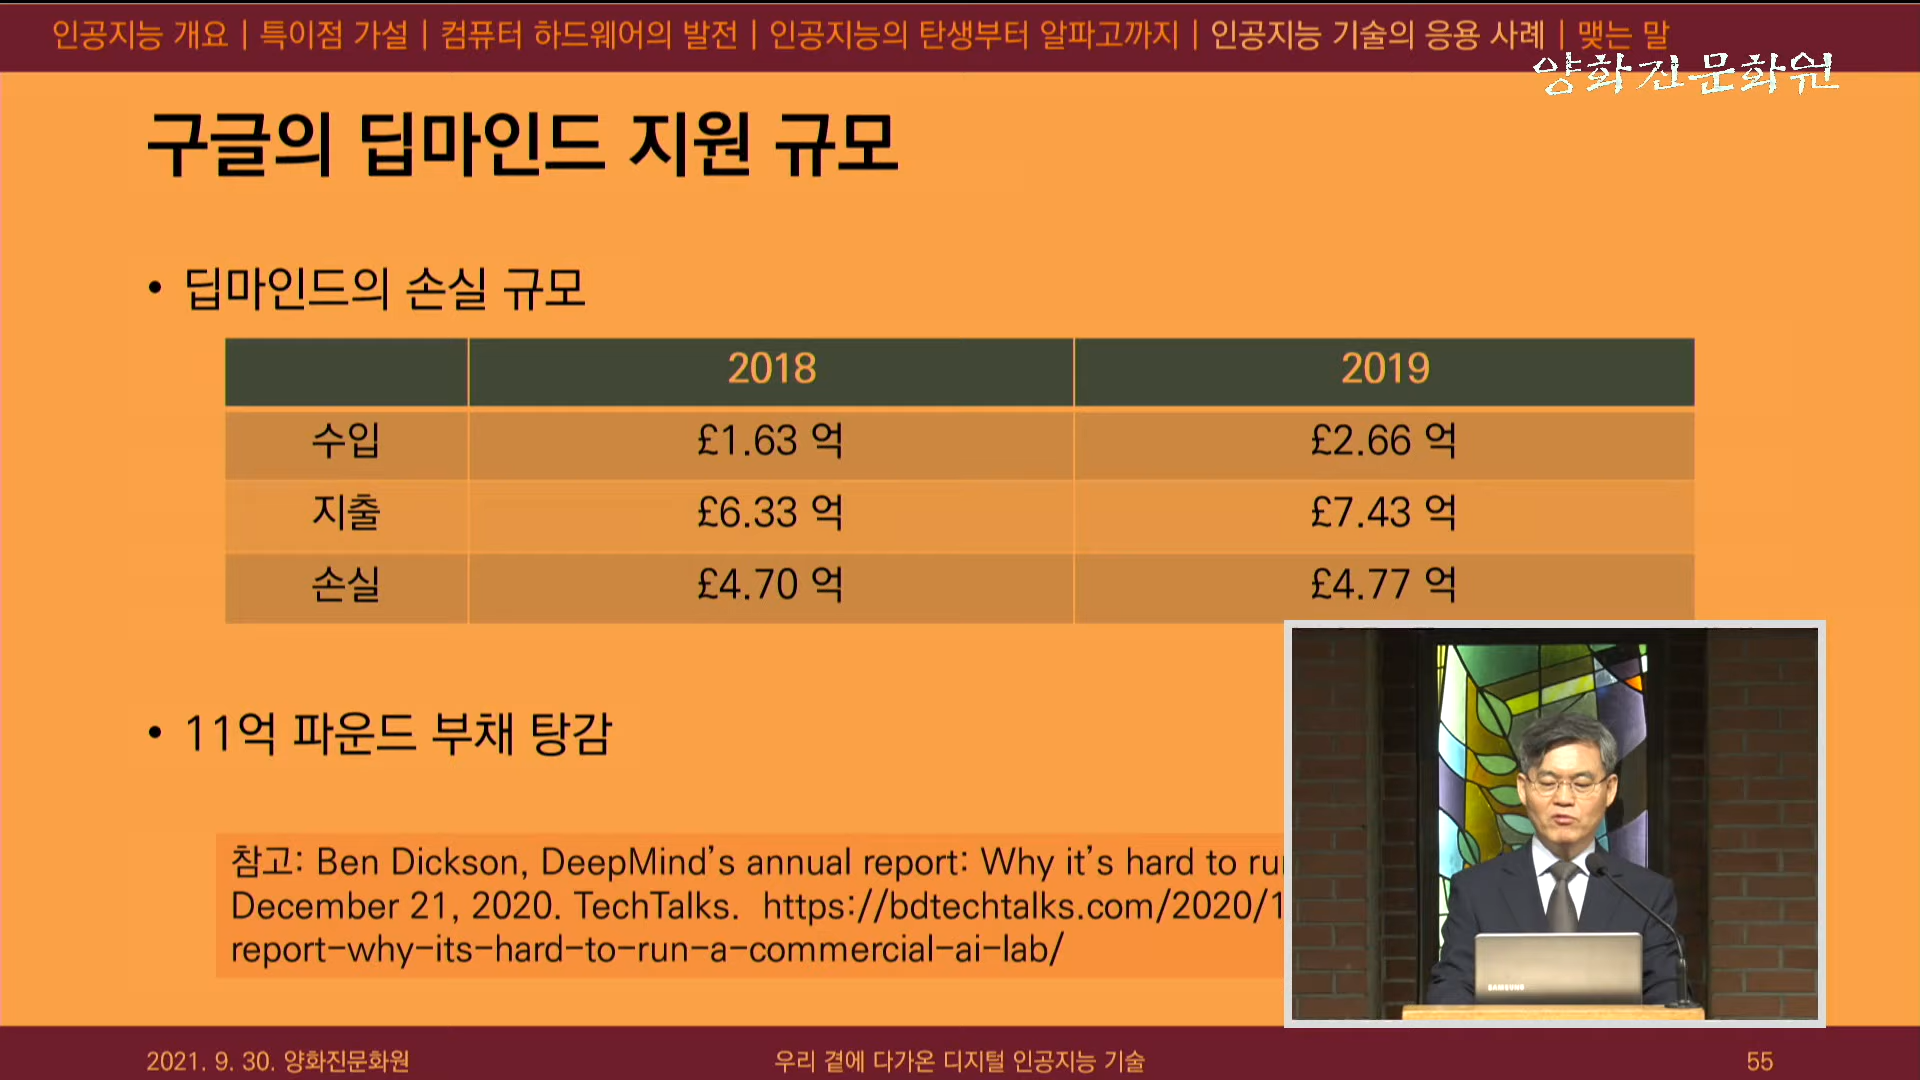 인공지능 개요 | 특이점 가설 | 컴퓨터 하드웨어의 발전 | 인공지능의 탄생부터 알파고까지 | 인공지능 기술의 응용 사례 | 맺는 말
양화진문화원
구글의 딥마인드 지원 규모
• 딥마인드의 손실 규모
2018 2019
수입 £1.63 억 £2.66 억
지출 £6.33 억 £7.43 억
손실 £4.70 억 £4.77 억
• 11억 파운드 부채 탕감
참고: Ben Dickson, DeepMind's annual report: Why it's hard to
December 21, 2020. TechTalks. https://bdtechtalks.com/2020/1
report-why-its-hard-to-run-a-commercial-ai-lab/
SAMSUNG
2021. 9. 30. 양화진문화원
우리 곁에 다가온 디지털 인공지능 기술
55